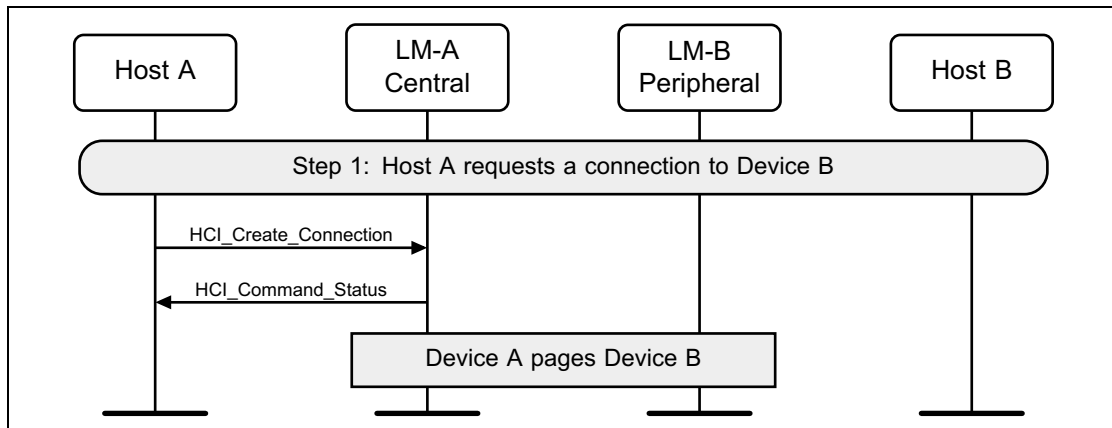 Host A
LM-A
Central
LM-B
Peripheral
Host B
Step 1: Host A requests a connection to Device B
HCI_Create_Connection
HCI_Command_Status
Device A pages Device B